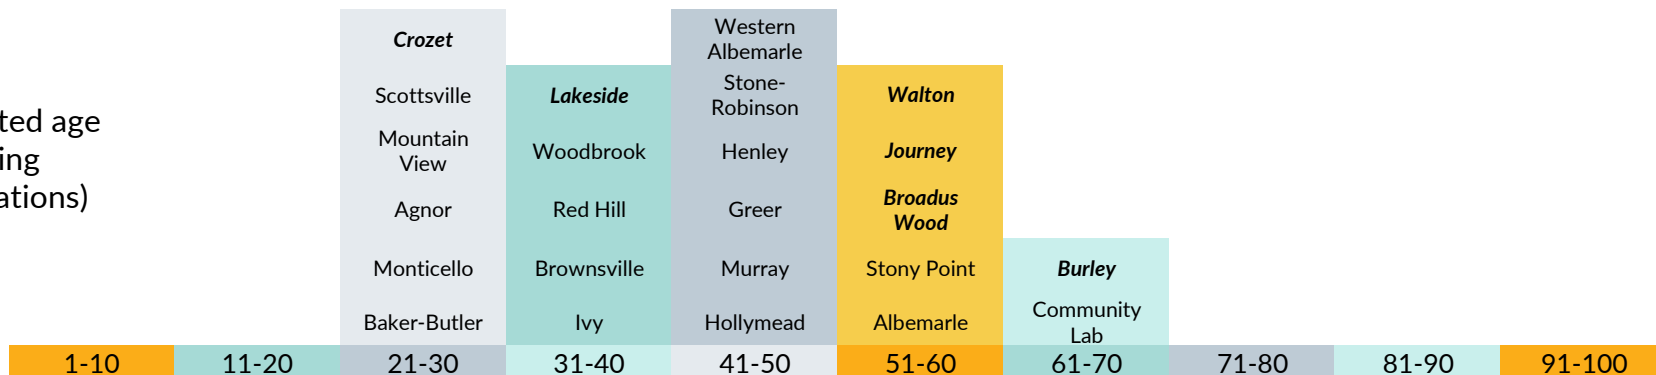 Crozet
Western
Albemarle
Scottsville
Lakeside
Stone-
Robinson
Walton
ted age
ing
ations)
Mountain
View
Woodbrook
Henley
Journey
Agnor
Red Hill
Greer
Broadus
Wood
Monticello
Brownsville
Murray
Stony Point
Burley
Baker-Butler
Ivy
Hollymead
Albemarle
Community
Lab
1-10 11-20 21-30 31-40 41-50 51-60 61-70 71-80 81-90 91-100